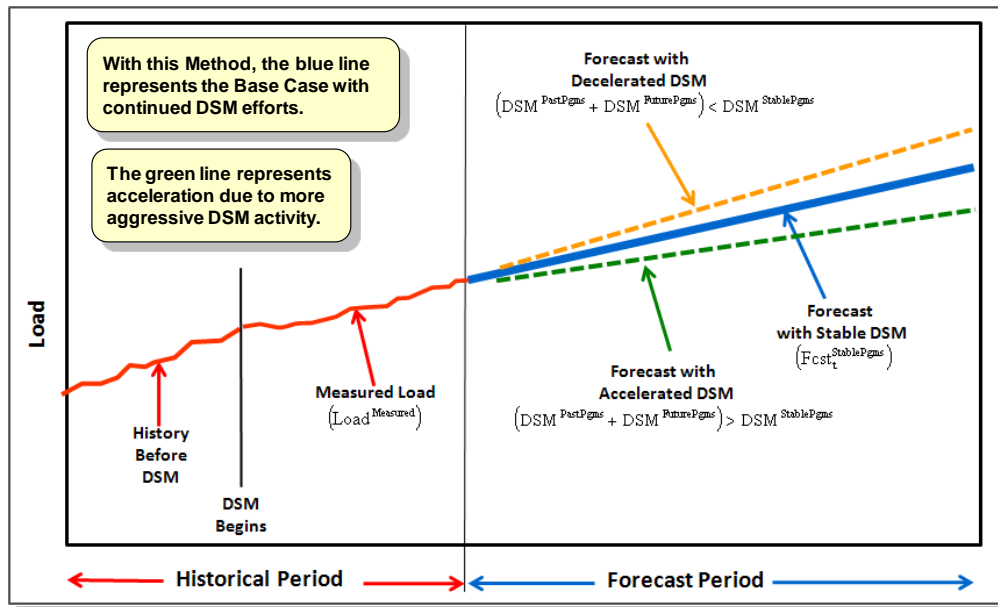 With this Method, the blue line
represents the Base Case with
continued DSM efforts.
The green line represents
acceleration due to more
aggressive DSM activity.
Forecast with
Decelerated DSM
(DSM^PastPgms + DSM^FuturePgms) < DSM^StablePgms
Load
Forecast
with Stable DSM
(Fcst_t^StablePgms)
Forecast with
Accelerated DSM
(DSM^PastPgms + DSM^FuturePgms) > DSM^StablePgms
Measured Load
(Load^Measured)
History
Before
DSM
DSM
Begins
Historical Period
Forecast Period